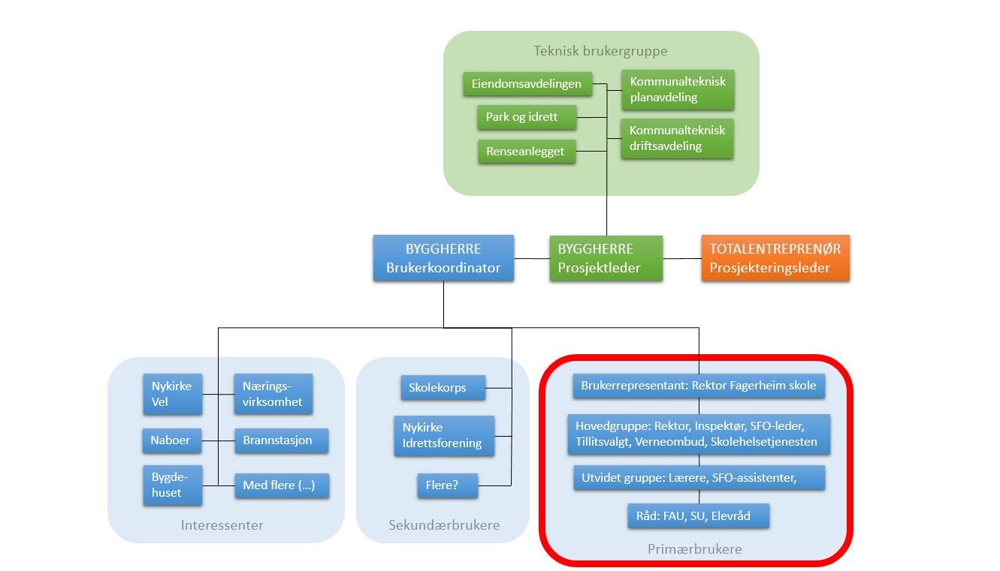 Teknisk brukergruppe
Eiendomsavdelingen
Kommunalteknisk
planavdeling
Park og idrett
Kommunalteknisk
driftsavdeling
Renseanlegget
BYGGHERRE
Brukerkoordinator
BYGGHERRE
Prosjektleder
TOTALENTREPRENØR
Prosjekteringsleder
Nykirke
Vel
Nærings-
virksomhet
Naboer
Brannstasjon
Bygde-
huset
Med flere (...)
Interessenter
Skolekorps
Nykirke
Idrettsforening
Flere?
Sekundærbrukere
Brukerrepresentant: Rektor Fagerheim skole
Hovedgruppe: Rektor, Inspektør, SFO-leder,
Tillitsvalgt, Verneombud, Skolehelsetjenesten
Utvidet gruppe: Lærere, SFO-assistenter,
Råd: FAU, SU, Elevråd
Primærbrukere